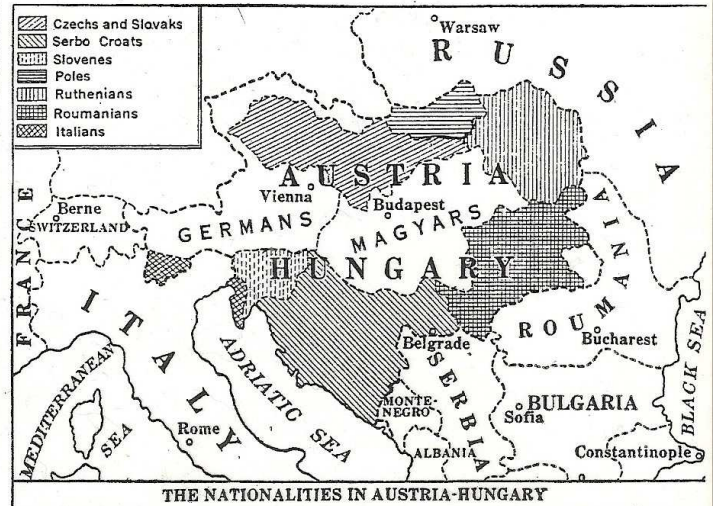 Czechs and Slovaks
Serbo Croats
Slovenes
Poles
Ruthenians
Roumanians
Italians
Warsaw
RUSSIA
AUSTRIA
Vienna
Budapest
Berne
SWITZERLAND
GERMANS
MAGYARS
HUNGARY
FRANCE
ITALY
ROUMANIA
Bucharest
Belgrade
SERBIA
ADRIATIC SEA
MEDITERRANEAN
SEA
Rome
MONTE-
NEGRO
ALBANIA
Sofia
BULGARIA
BLACK SEA
Constantinople
THE NATIONALITIES IN AUSTRIA-HUNGARY